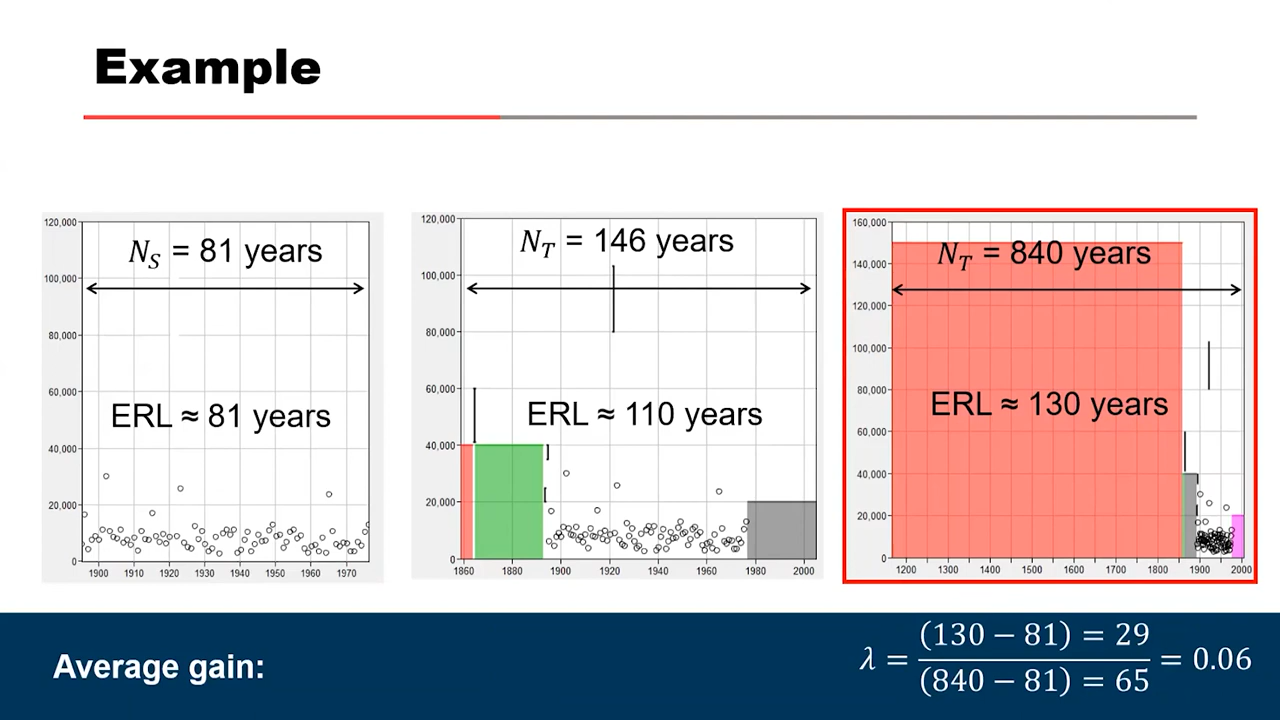 Example
120,000
100,000
80,000
60,000
40,000
20,000
0
1900 1910 1920 1930 1940 1950 1960 1970
N_S = 81 years
ERL ≈ 81 years
120,000
100,000
80,000
60,000
40,000
20,000
0
1860 1880 1900 1920 1940 1960 1980 2000
N_T = 146 years
ERL ≈ 110 years
160,000
140,000
120,000
100,000
80,000
60,000
40,000
20,000
0
1200 1300 1400 1500 1600 1700 1800 1900 2000
N_T = 840 years
ERL ≈ 130 years
Average gain:
λ = (130 − 81) = 29 / (840 − 81) = 65 = 0.06